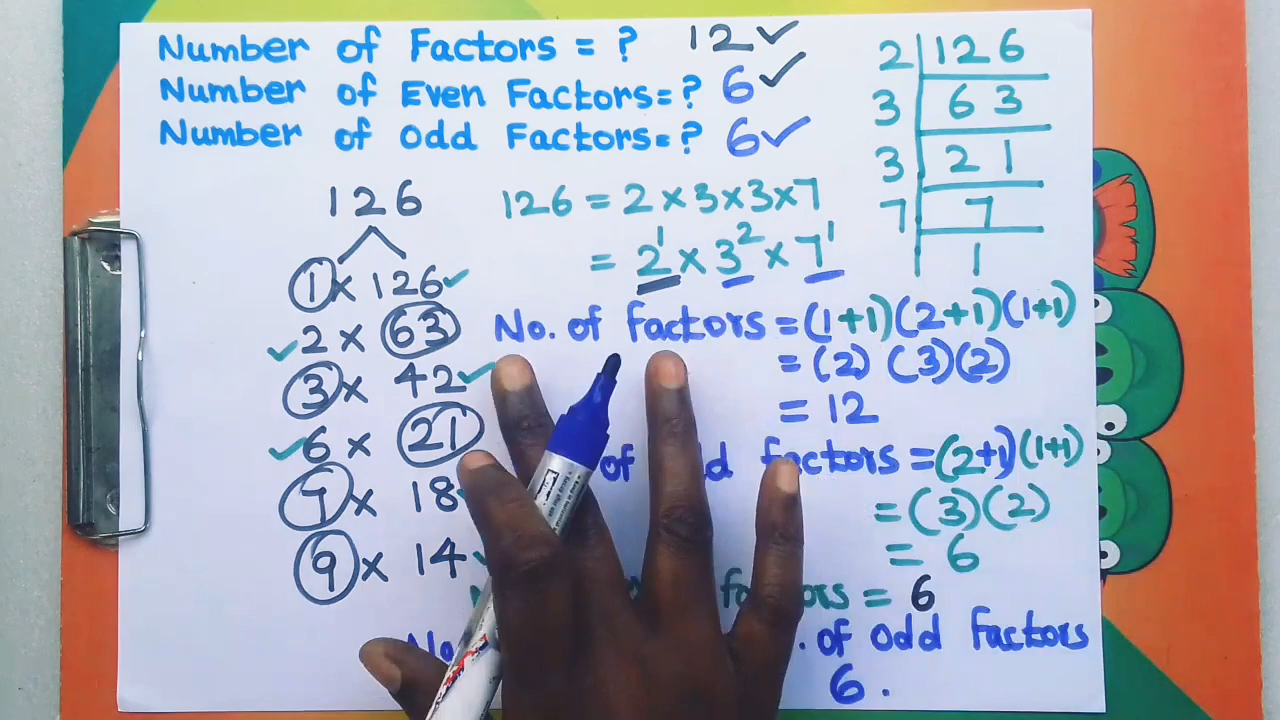 Number of Factors = ? 12 ✓
Number of Even Factors=? 6 ✓
Number of odd Factors=? 6 ✓
2 | 126
3 | 63
3 | 21
7 | 7
1
126
1 × 126 ✓
✓ 2 × 63
3 × 42 ✓
✓ 6 × 21
7 × 18
9 × 14
126 = 2×3×3×7
= 2¹ × 3² × 7¹
No. of factors = (1+1)(2+1)(1+1)
= (2) (3)(2)
= 12
of factors = (2+1)(1+1)
= (3)(2)
= 6
= 6
No. of odd factors
6.